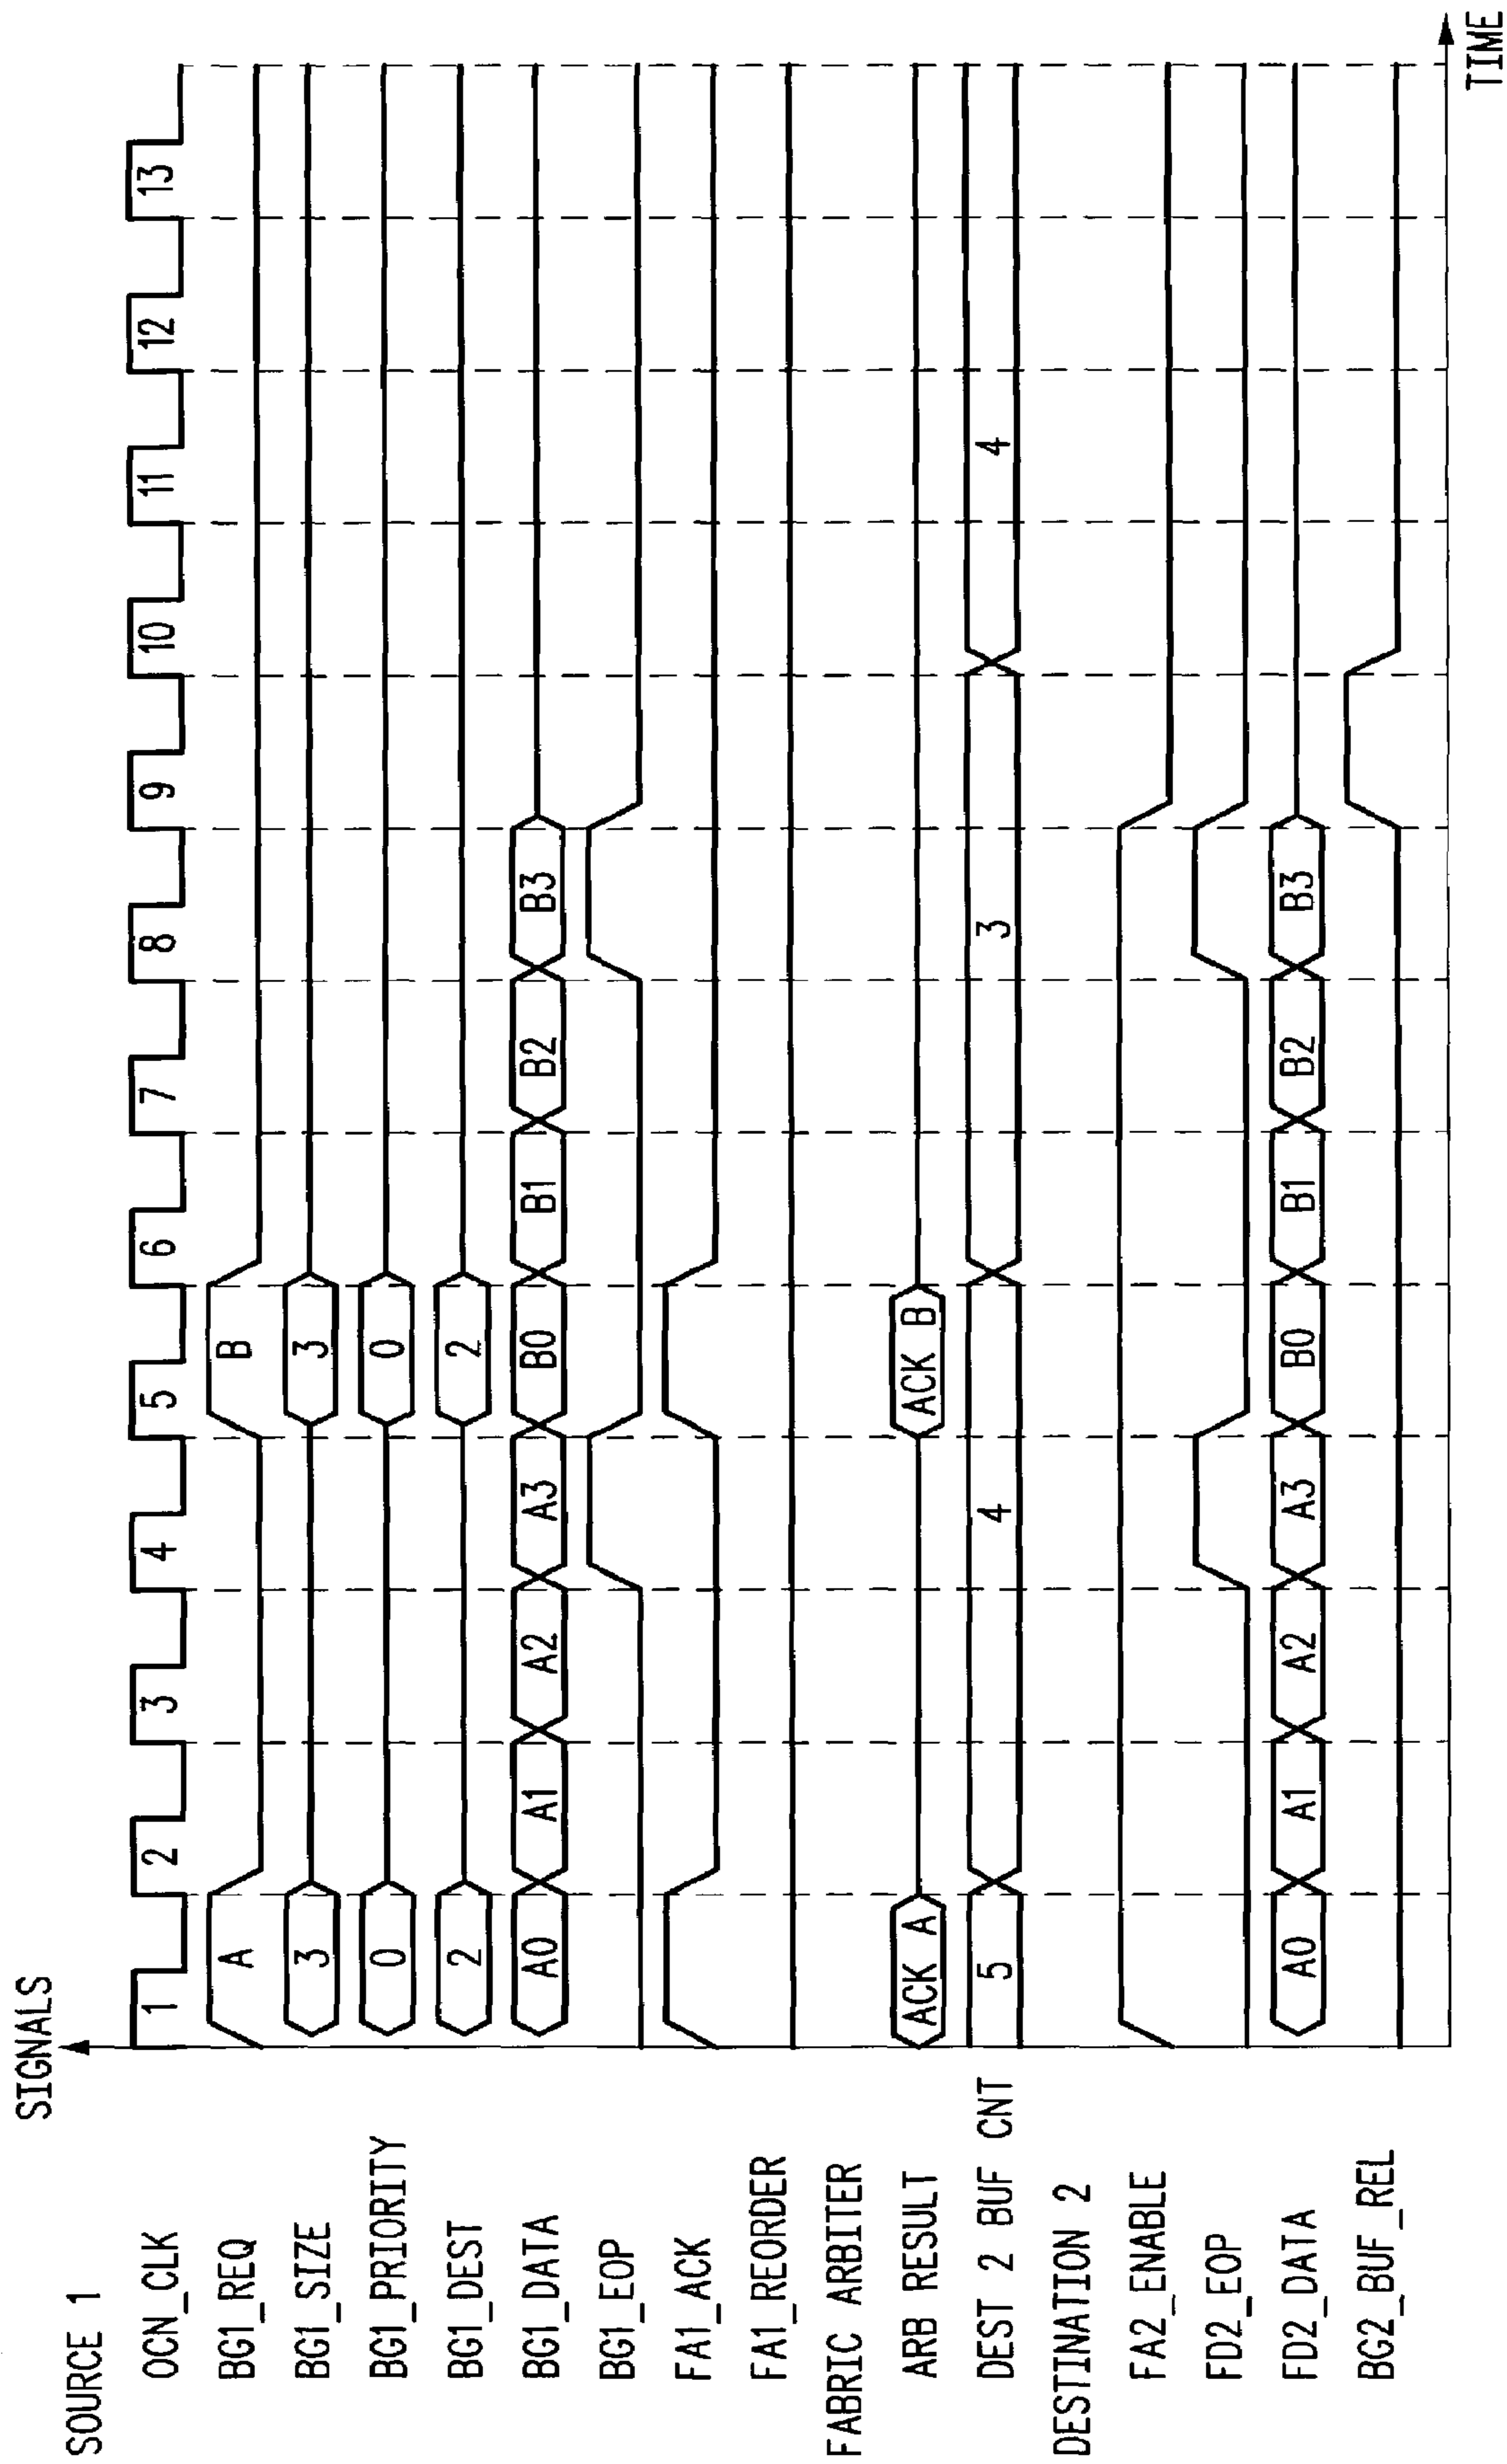 SIGNALS
SOURCE 1
OCN_CLK 1 2 3 4 5 6 7 8 9 10 11 12 13
BG1_REQ A B
BG1_SIZE 3 3
BG1_PRIORITY 0 0
BG1_DEST 2 2
BG1_DATA A0 A1 A2 A3 B0 B1 B2 B3
BG1_EOP
FA1_ACK
FA1_REORDER
FABRIC ARBITER
ARB RESULT ACK A ACK B
DEST 2 BUF CNT 5 4 3 4
DESTINATION 2
FA2_ENABLE
FD2_EOP
FD2_DATA A0 A1 A2 A3 B0 B1 B2 B3
BG2_BUF_REL
TIME